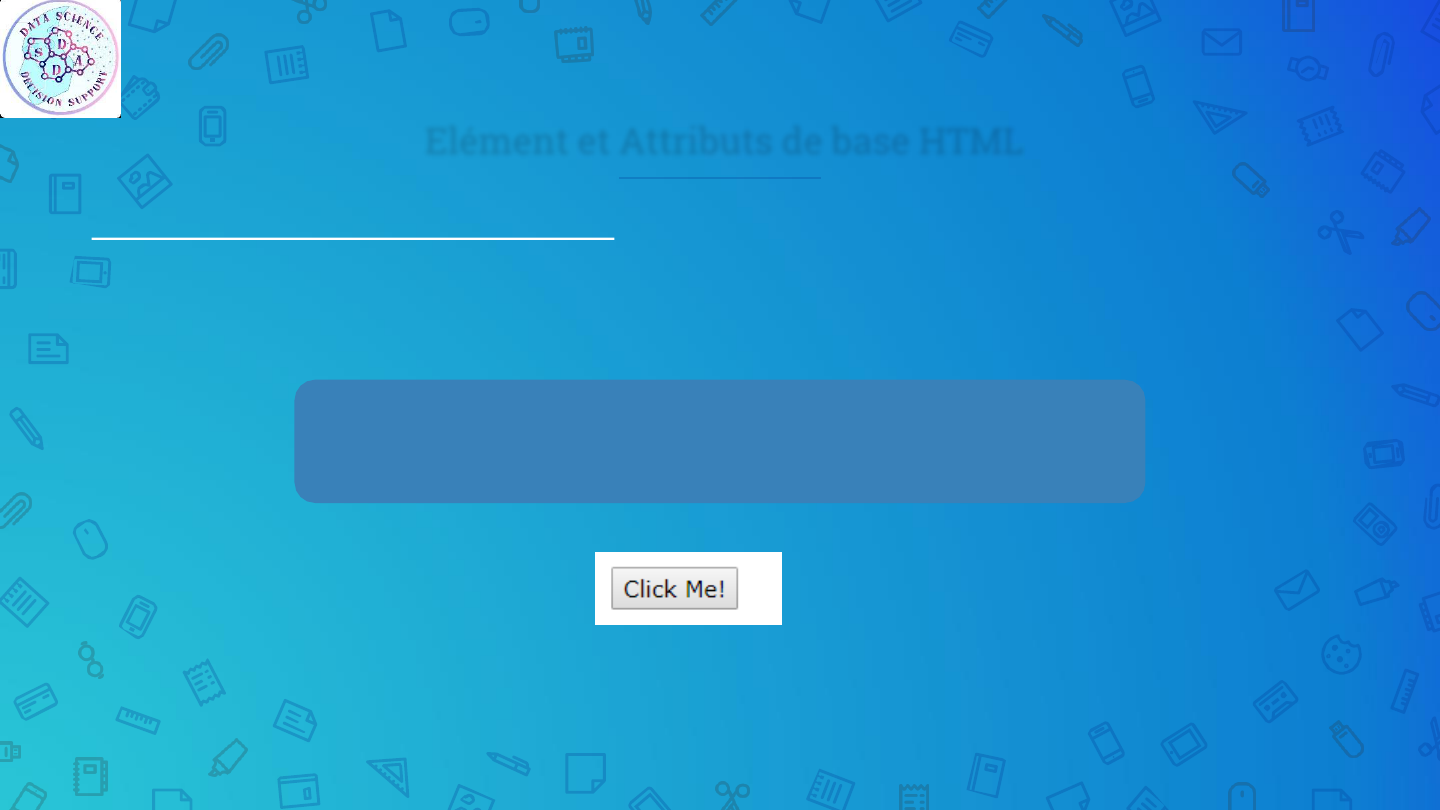 DATA SCIENCE
S D D A
DECISION SUPPORT
Elément et Attributs de base HTML
Click Me!